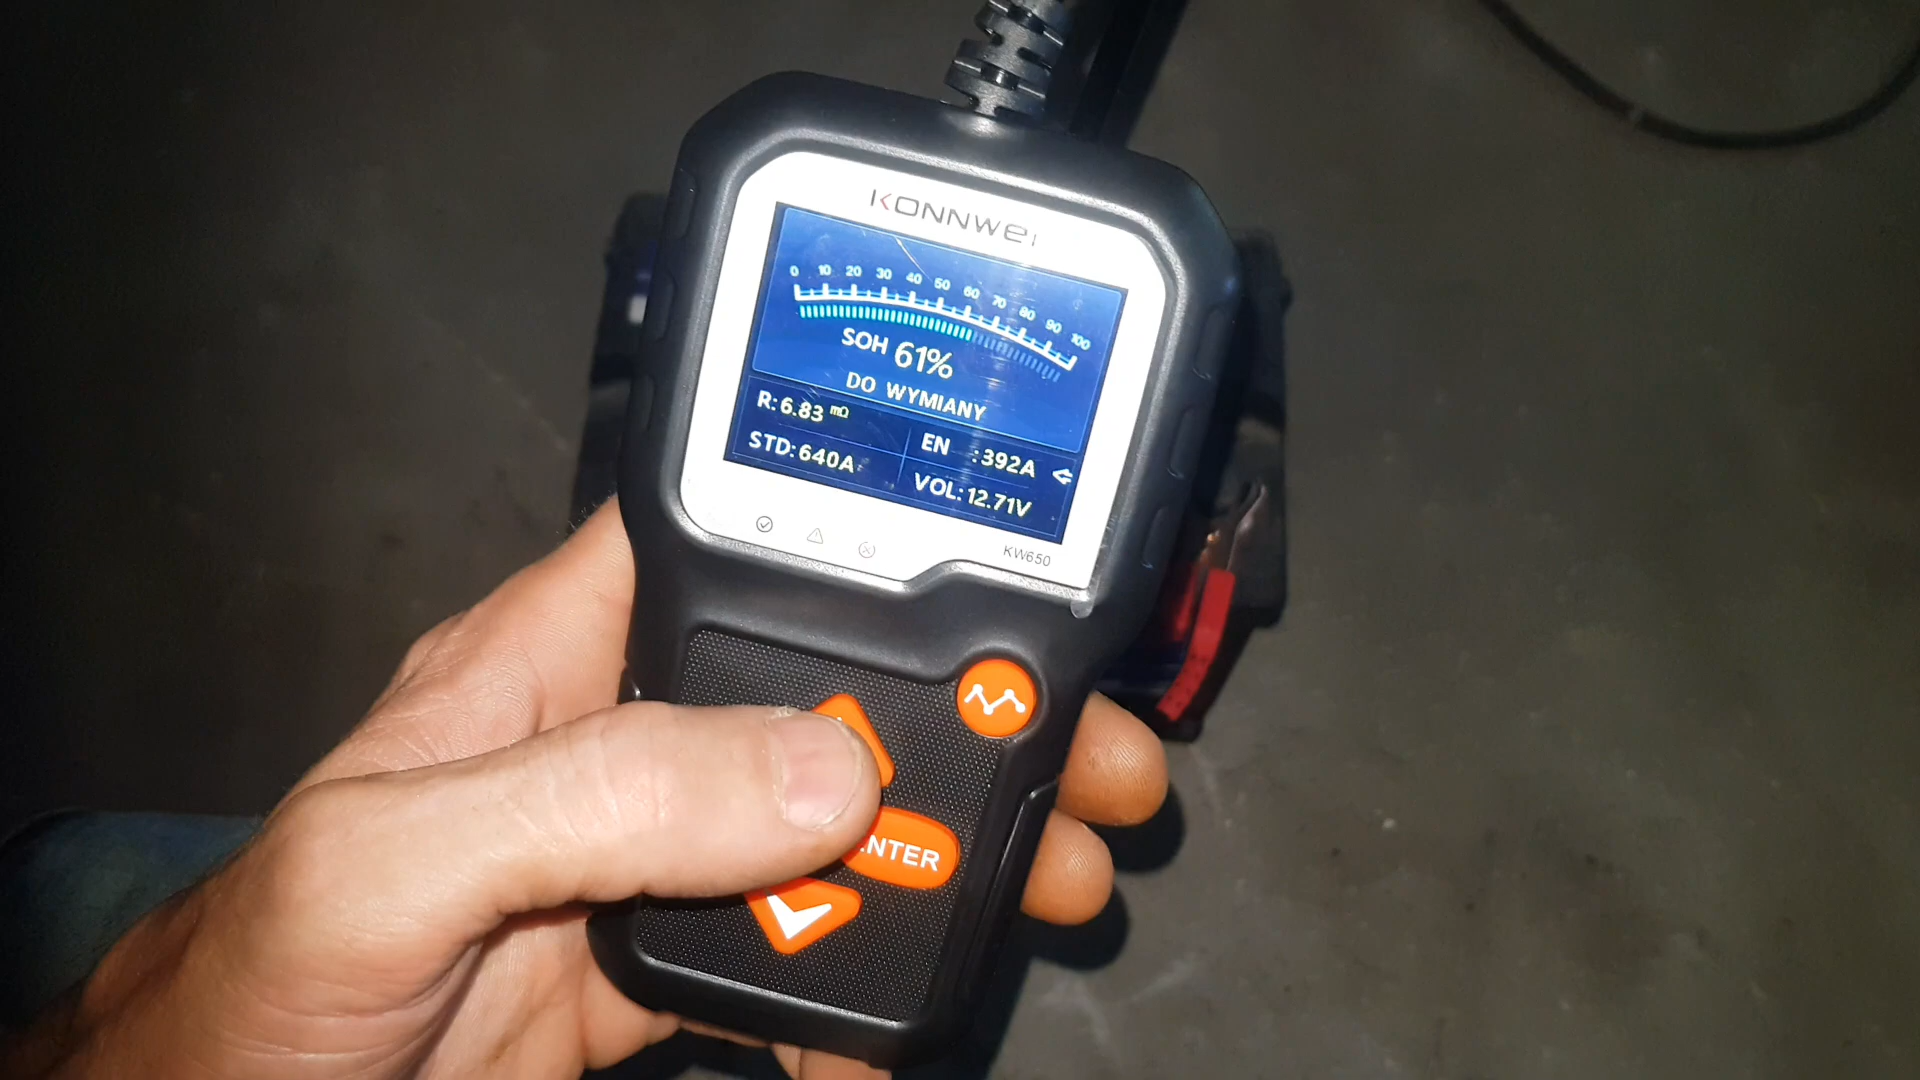 KONNWEI
0 10 20 30 40 50 60 70 80 90 100
SOH 61%
DO WYMIANY
R: 6.83 mΩ
EN : 392A
STD: 640A
VOL: 12.71V
KW650
NTER